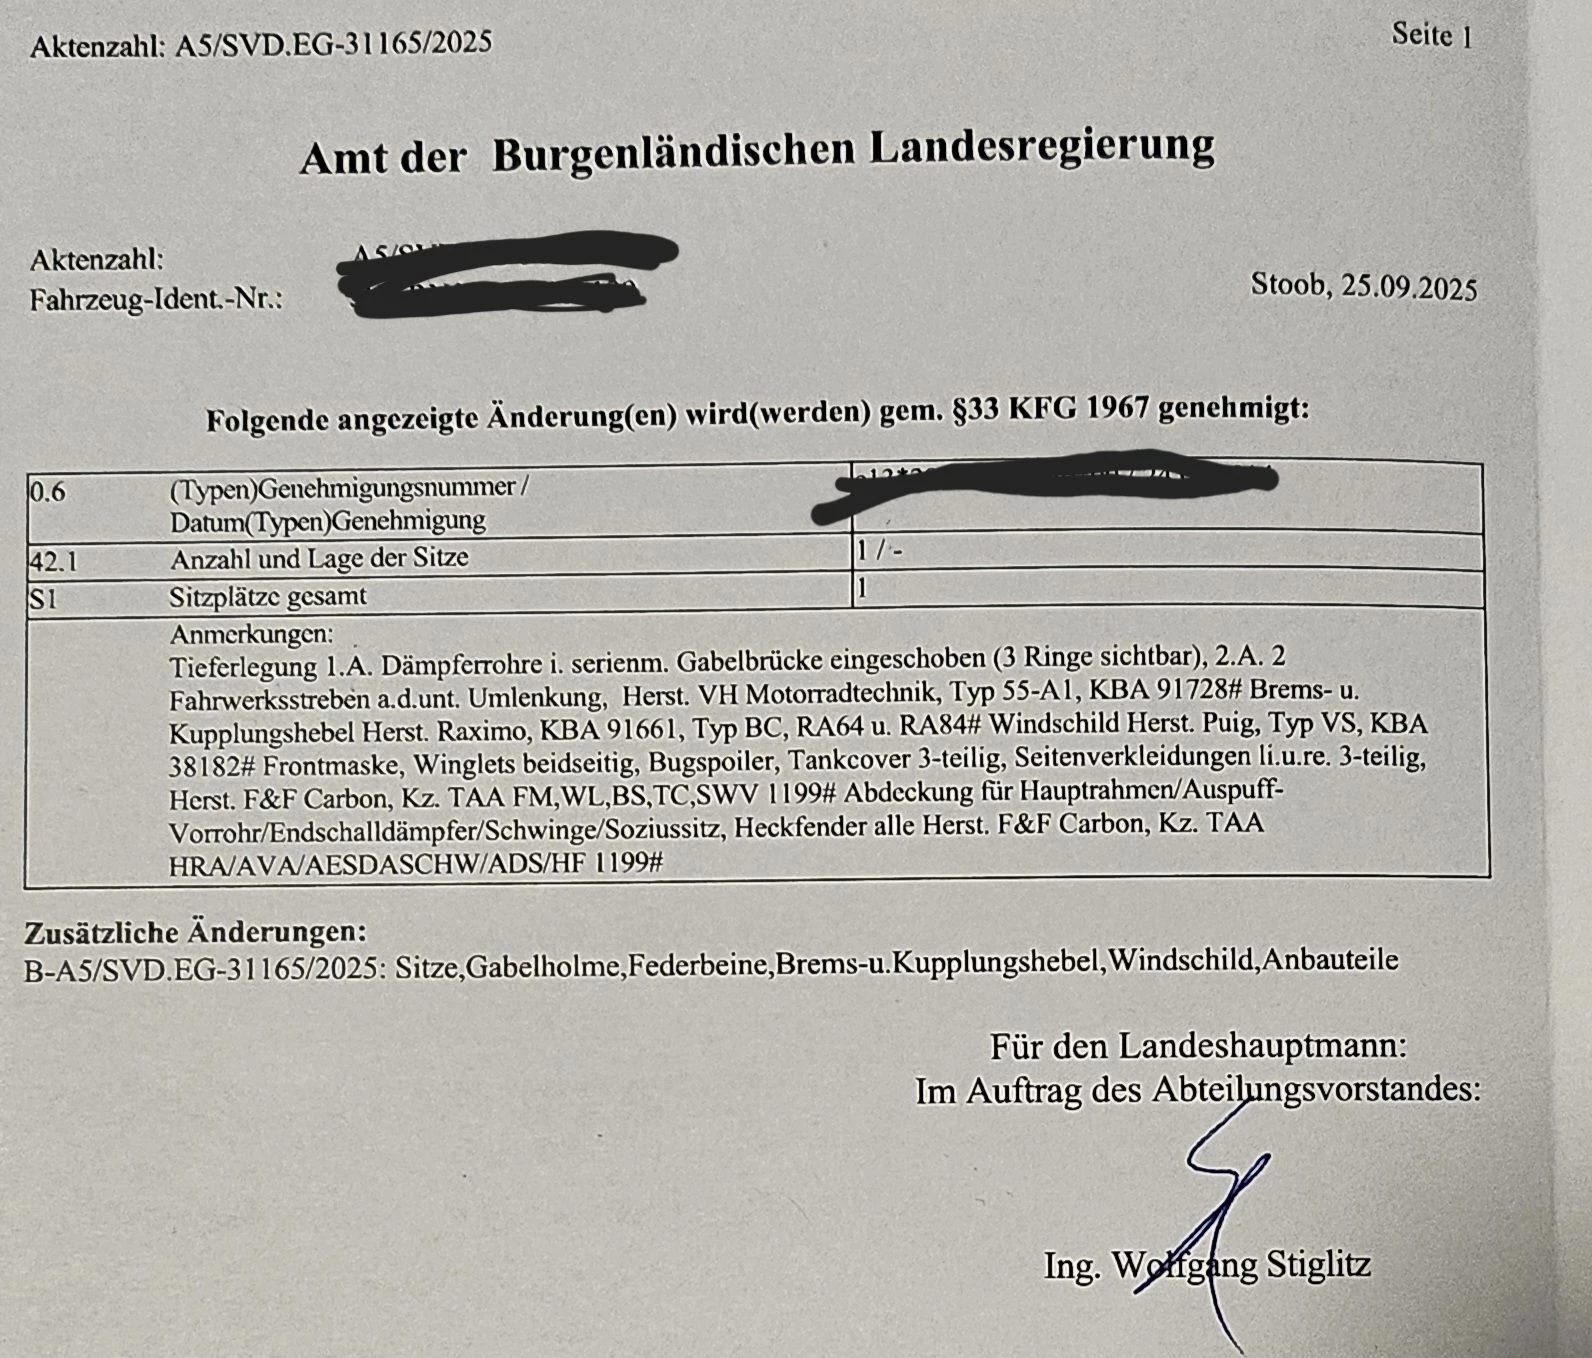 Aktenzahl: A5/SVD.EG-31165/2025
Seite 1
Amt der Burgenländischen Landesregierung
Aktenzahl:
Fahrzeug-Ident.-Nr.:
Stoob, 25.09.2025
Folgende angezeigte Änderung(en) wird(werden) gem. §33 KFG 1967 genehmigt:
0.6 (Typen)Genehmigungsnummer /
Datum(Typen)Genehmigung
42.1 Anzahl und Lage der Sitze 1 / -
S1 Sitzplätze gesamt 1
Anmerkungen:
Tieferlegung 1.A. Dämpferrohre i. serienm. Gabelbrücke eingeschoben (3 Ringe sichtbar), 2.A. 2
Fahrwerksstreben a.d.unt. Umlenkung, Herst. VH Motorradtechnik, Typ 55-A1, KBA 91728# Brems- u.
Kupplungshebel Herst. Raximo, KBA 91661, Typ BC, RA64 u. RA84# Windschild Herst. Puig, Typ VS, KBA
38182# Frontmaske, Winglets beidseitig, Bugspoiler, Tankcover 3-teilig, Seitenverkleidungen li.u.re. 3-teilig,
Herst. F&F Carbon, Kz. TAA FM,WL,BS,TC,SWV 1199# Abdeckung für Hauptrahmen/Auspuff-
Vorrohr/Endschalldämpfer/Schwinge/Soziussitz, Heckfender alle Herst. F&F Carbon, Kz. TAA
HRA/AVA/AESDASCHW/ADS/HF 1199#
Zusätzliche Änderungen:
B-A5/SVD.EG-31165/2025: Sitze,Gabelholme,Federbeine,Brems-u.Kupplungshebel,Windschild,Anbauteile
Für den Landeshauptmann:
Im Auftrag des Abteilungsvorstandes:
Ing. Wolfgang Stiglitz